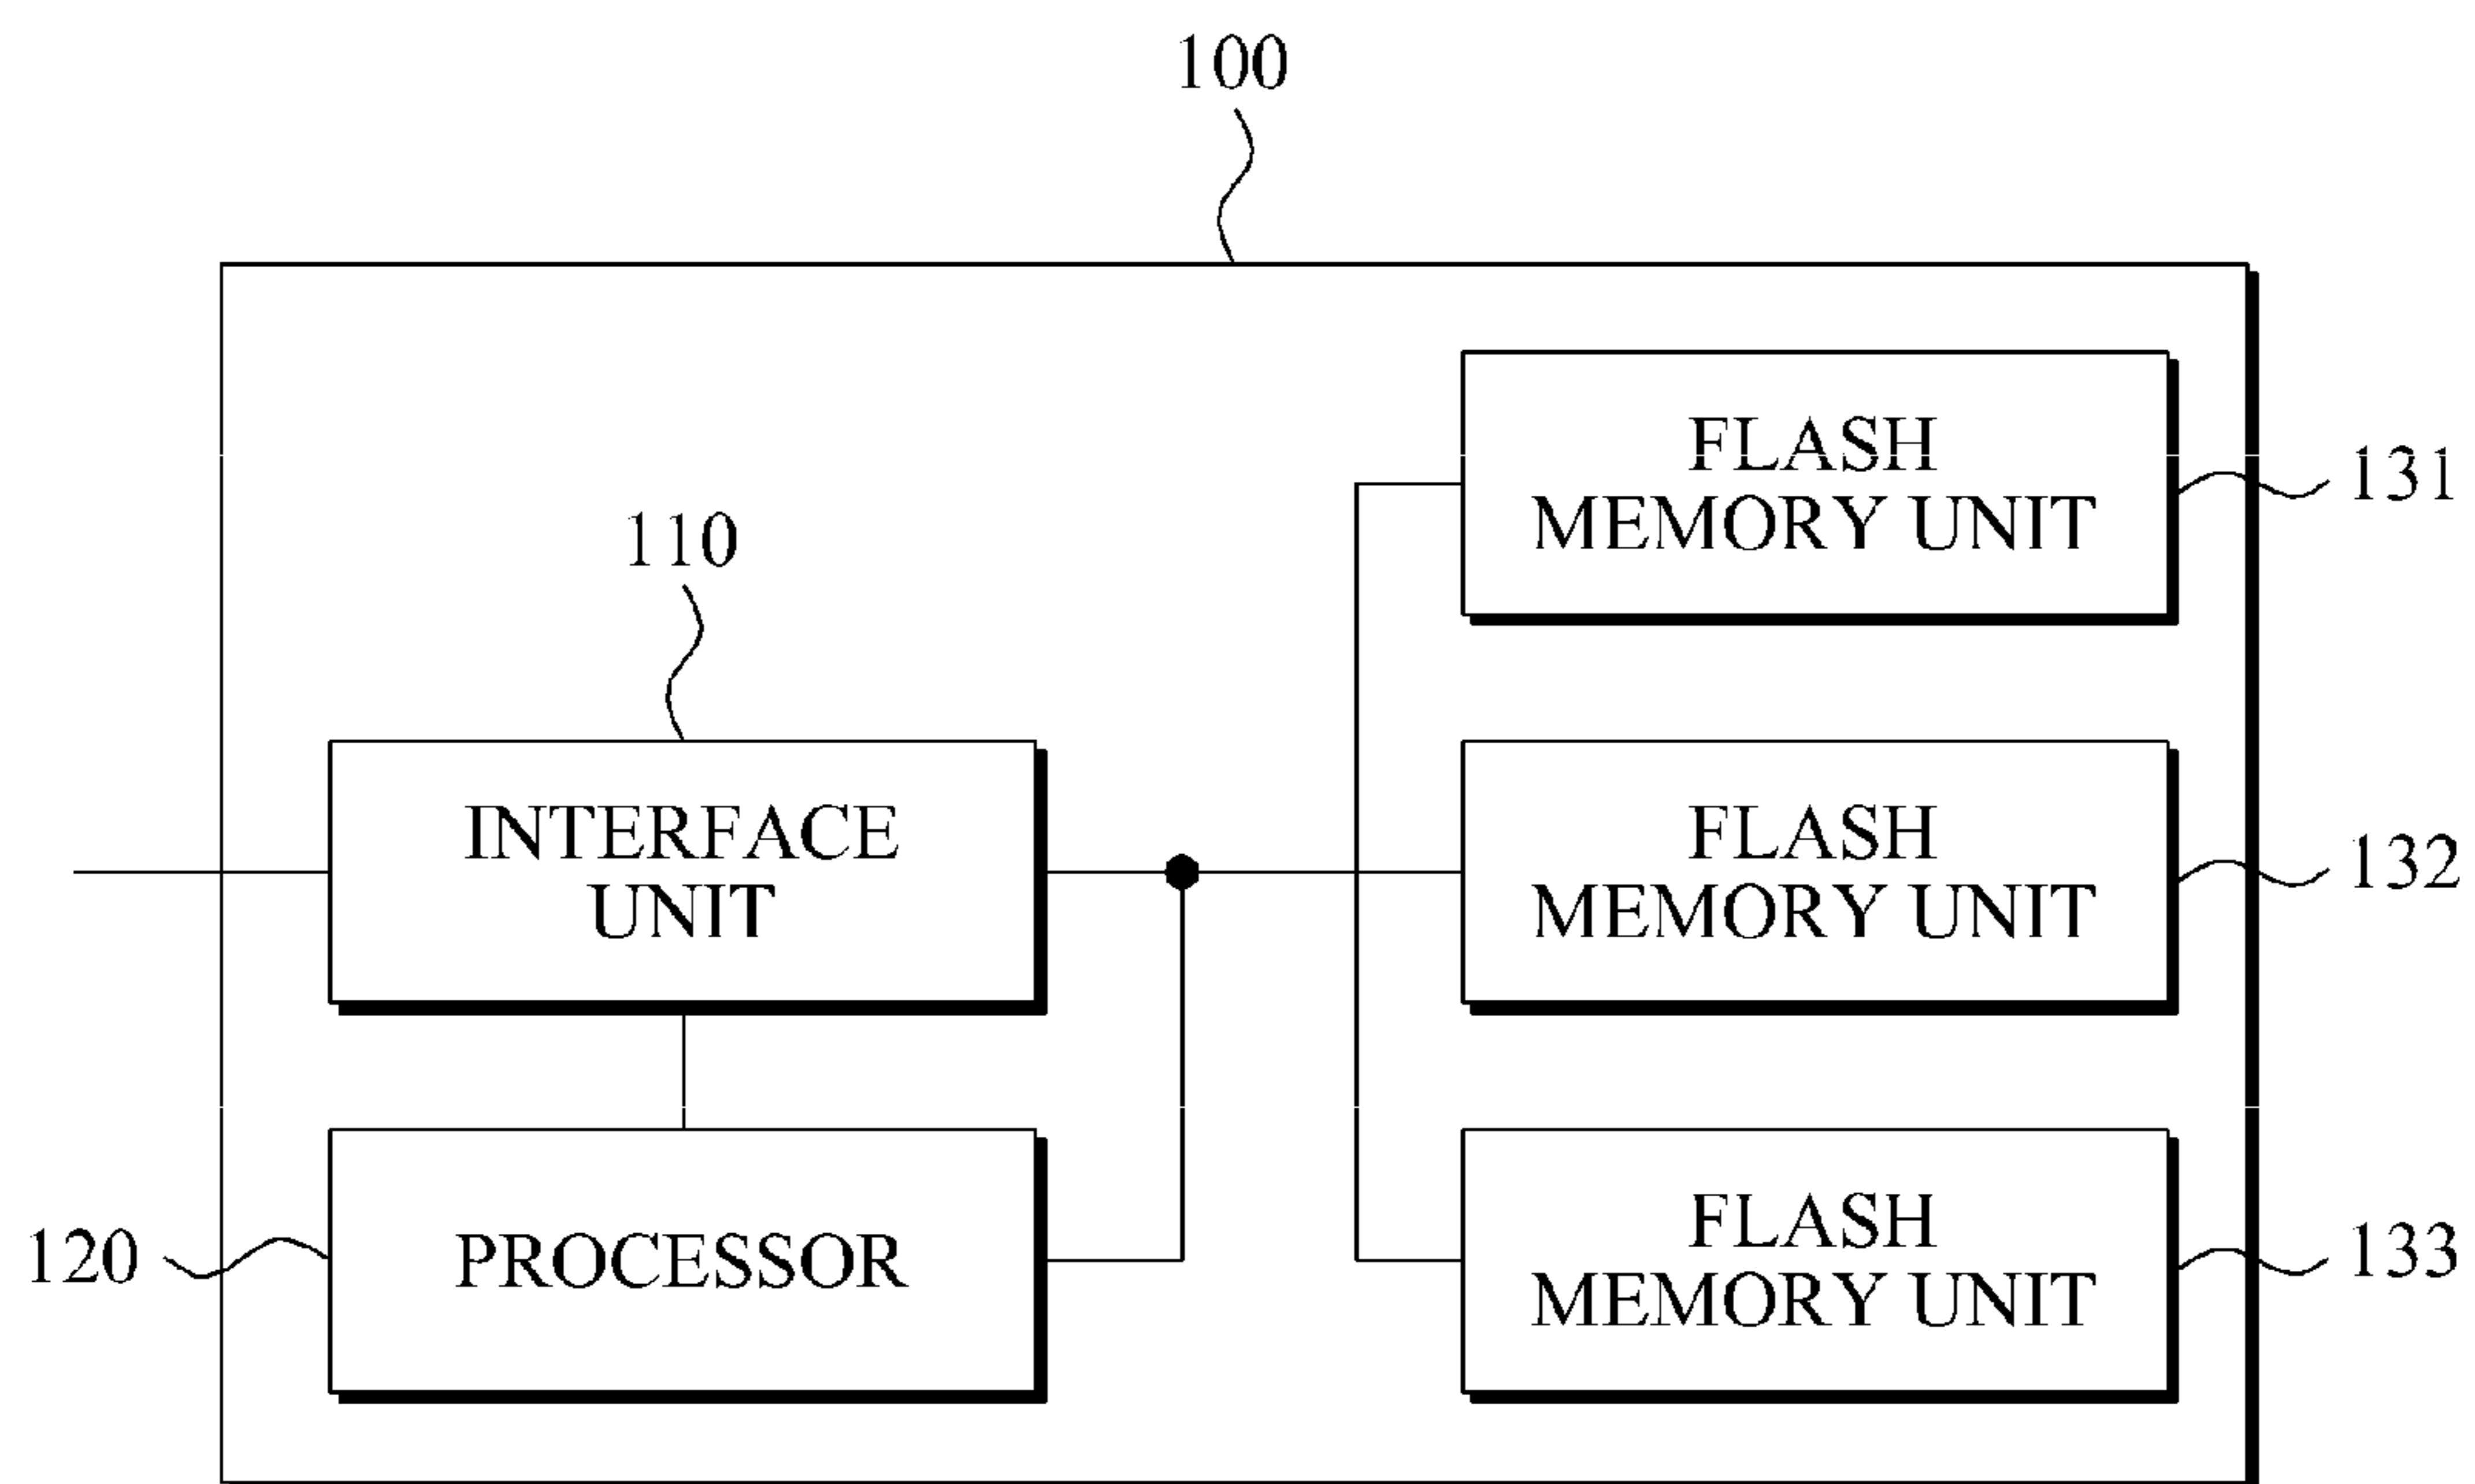 100
FLASH
MEMORY UNIT
131
110
INTERFACE
UNIT
FLASH
MEMORY UNIT
132
120
PROCESSOR
FLASH
MEMORY UNIT
133